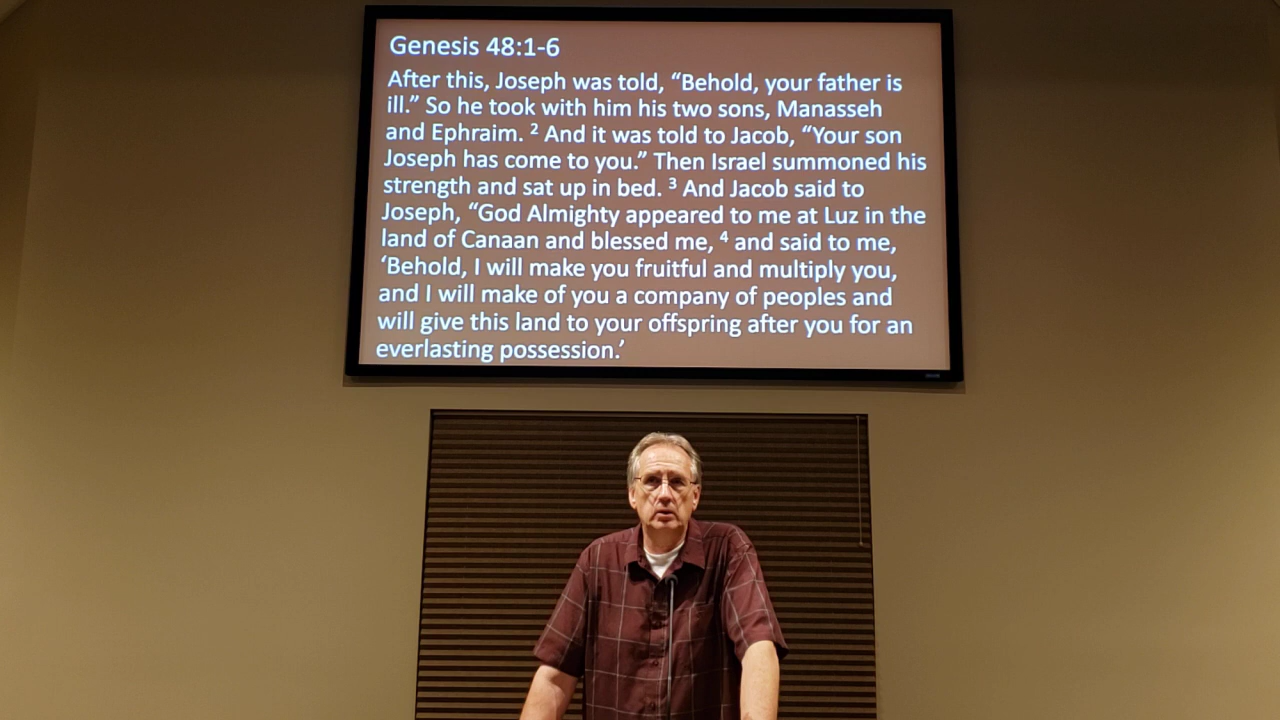 Genesis 48:1-6
After this, Joseph was told, “Behold, your father is
ill.” So he took with him his two sons, Manasseh
and Ephraim. ² And it was told to Jacob, “Your son
Joseph has come to you.” Then Israel summoned his
strength and sat up in bed. ³ And Jacob said to
Joseph, “God Almighty appeared to me at Luz in the
land of Canaan and blessed me, ⁴ and said to me,
‘Behold, I will make you fruitful and multiply you,
and I will make of you a company of peoples and
will give this land to your offspring after you for an
everlasting possession.’